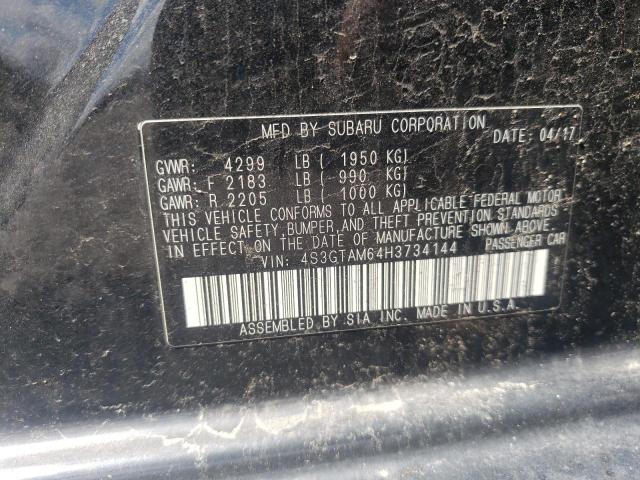 MFD BY SUBARU CORPORATION DATE: 04/17
GVWR: 4299 LB ( 1950 KG)
GAWR: F 2183 LB ( 990 KG)
GAWR: R 2205 LB ( 1000 KG)
THIS VEHICLE CONFORMS TO ALL APPLICABLE FEDERAL MOTOR
VEHICLE SAFETY, BUMPER, AND THEFT PREVENTION STANDARDS
IN EFFECT ON THE DATE OF MANUFACTURE SHOWN ABOVE.
VIN: 4S3GTAM64H3734144 PASSENGER CAR
ASSEMBLED BY SIA, INC. MADE IN U.S.A.